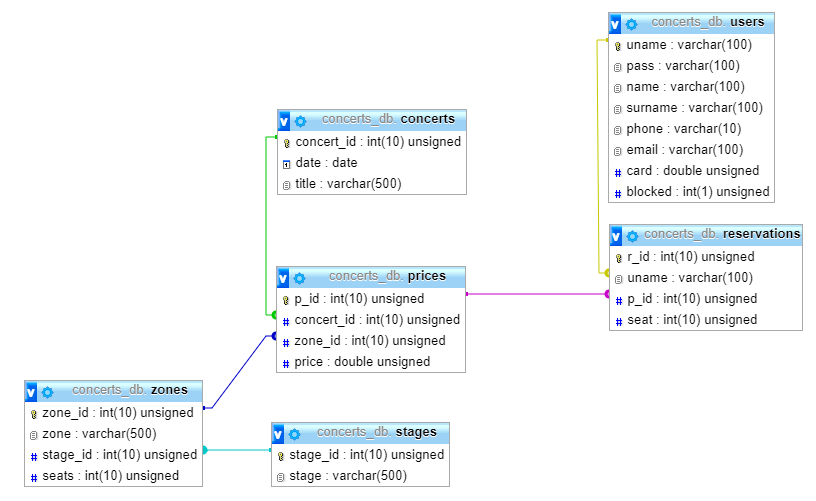 concerts_db. users
uname : varchar(100)
pass : varchar(100)
name : varchar(100)
surname : varchar(100)
phone : varchar(10)
email : varchar(100)
card : double unsigned
blocked : int(1) unsigned
concerts_db. concerts
concert_id : int(10) unsigned
date : date
title : varchar(500)
concerts_db. reservations
r_id : int(10) unsigned
uname : varchar(100)
p_id : int(10) unsigned
seat : int(10) unsigned
concerts_db. prices
p_id : int(10) unsigned
concert_id : int(10) unsigned
zone_id : int(10) unsigned
price : double unsigned
concerts_db. zones
zone_id : int(10) unsigned
zone : varchar(500)
stage_id : int(10) unsigned
seats : int(10) unsigned
concerts_db. stages
stage_id : int(10) unsigned
stage : varchar(500)